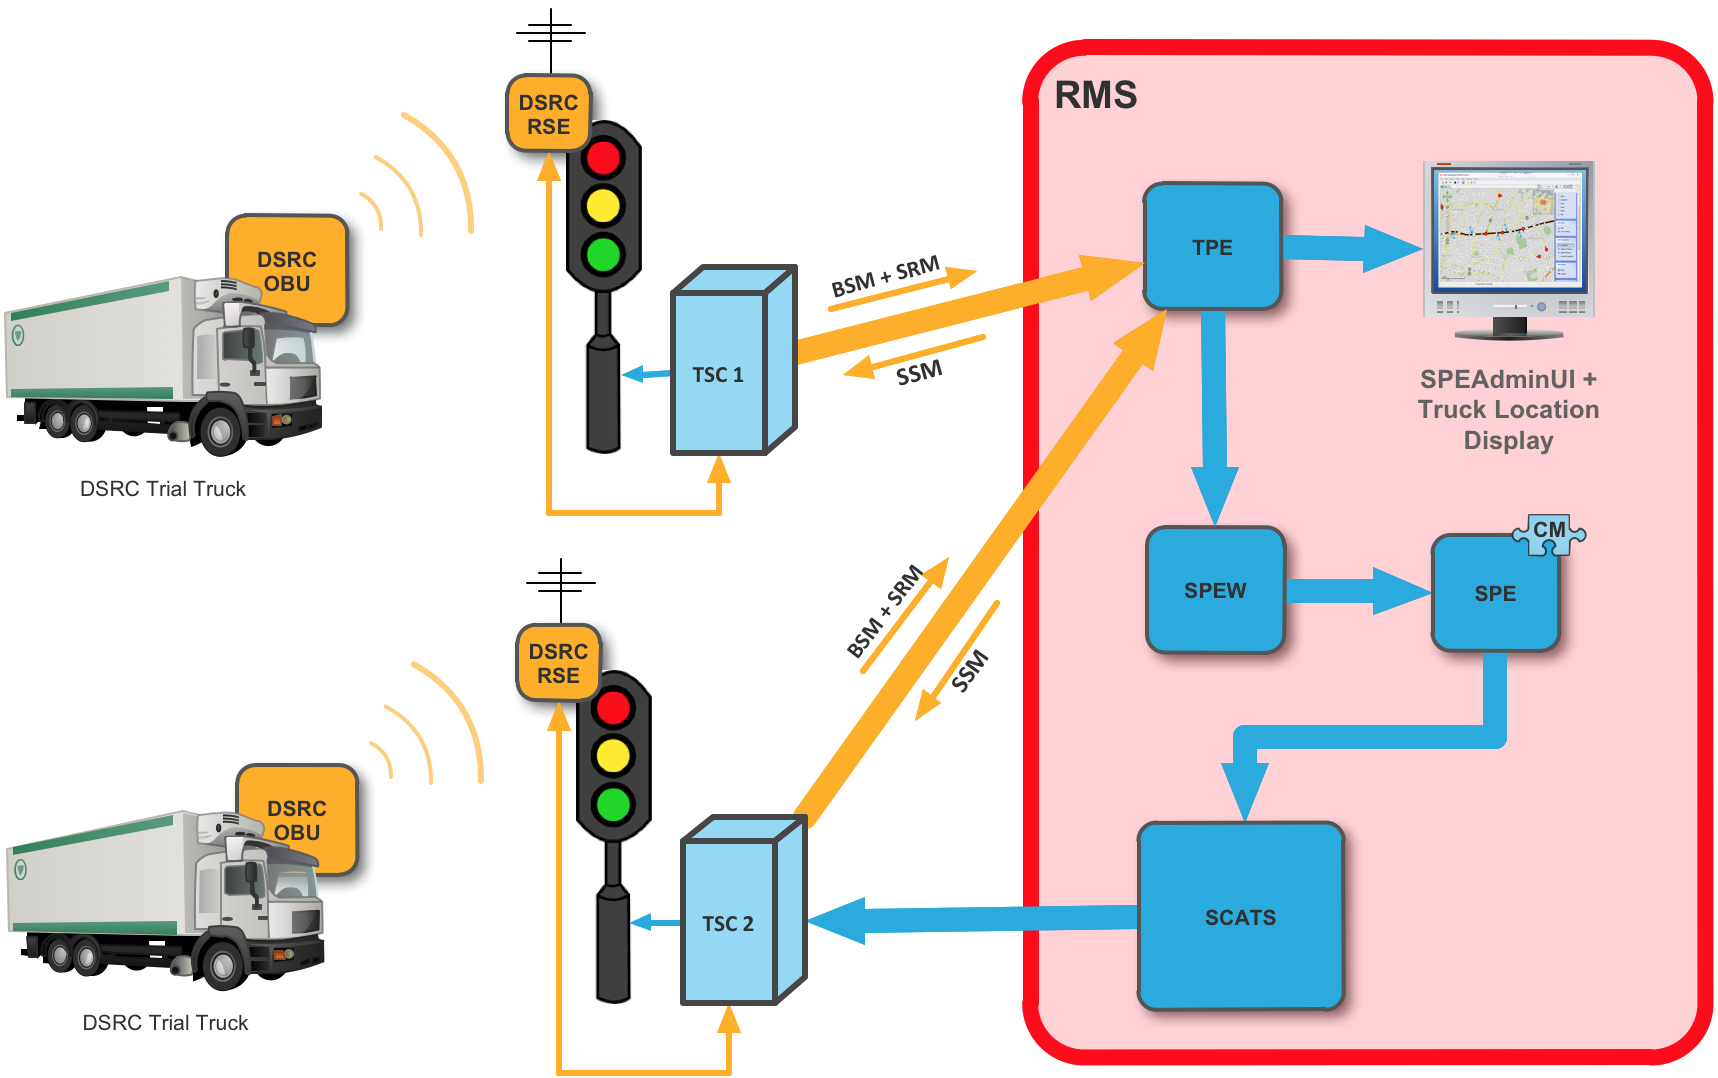 RMS
DSRC
RSE
DSRC
OBU
TPE
BSM + SRM
SSM
TSC 1
SPEAdminUI +
Truck Location
Display
DSRC Trial Truck
CM
SPEW
SPE
BSM + SRM
SSM
DSRC
RSE
DSRC
OBU
TSC 2
SCATS
DSRC Trial Truck